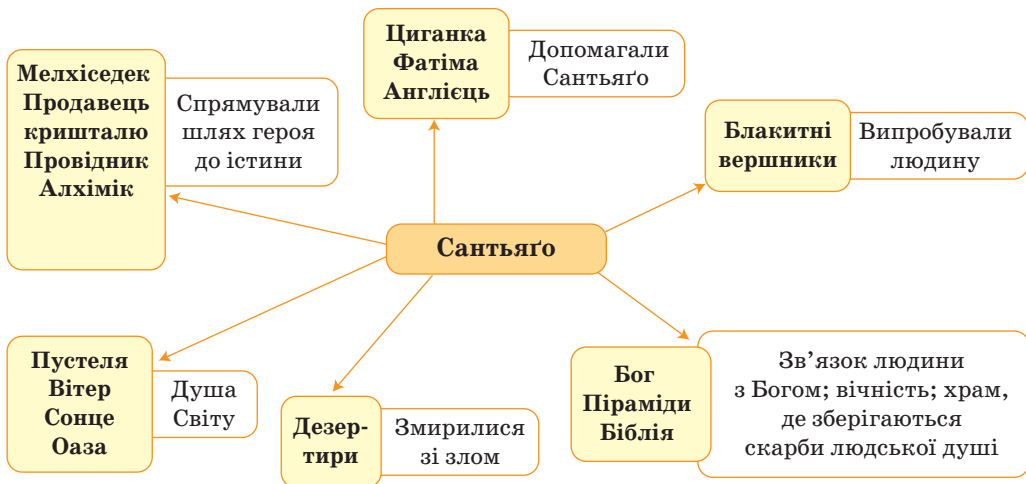 Мелхіседек
Продавець
кришталю
Провідник
Алхімік
Спрямували
шлях героя
до істини
Циганка
Фатіма
Англієць
Допомагали
Сантьяґо
Блакитні
вершники
Випробували
людину
Сантьяґо
Пустеля
Вітер
Сонце
Оаза
Душа
Світу
Дезер-
тири
Змирилися
зі злом
Бог
Піраміди
Біблія
Зв’язок людини
з Богом; вічність; храм,
де зберігаються
скарби людської душі